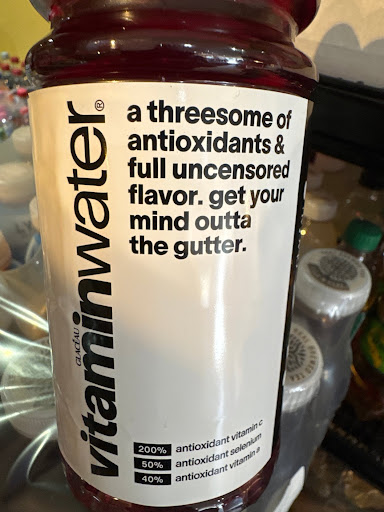 a threesome of
antioxidants &
full uncensored
flavor. get your
mind outta
the gutter.
GLACÉAU
vitaminwater®
200% antioxidant vitamin c
50% antioxidant selenium
40% antioxidant vitamin a